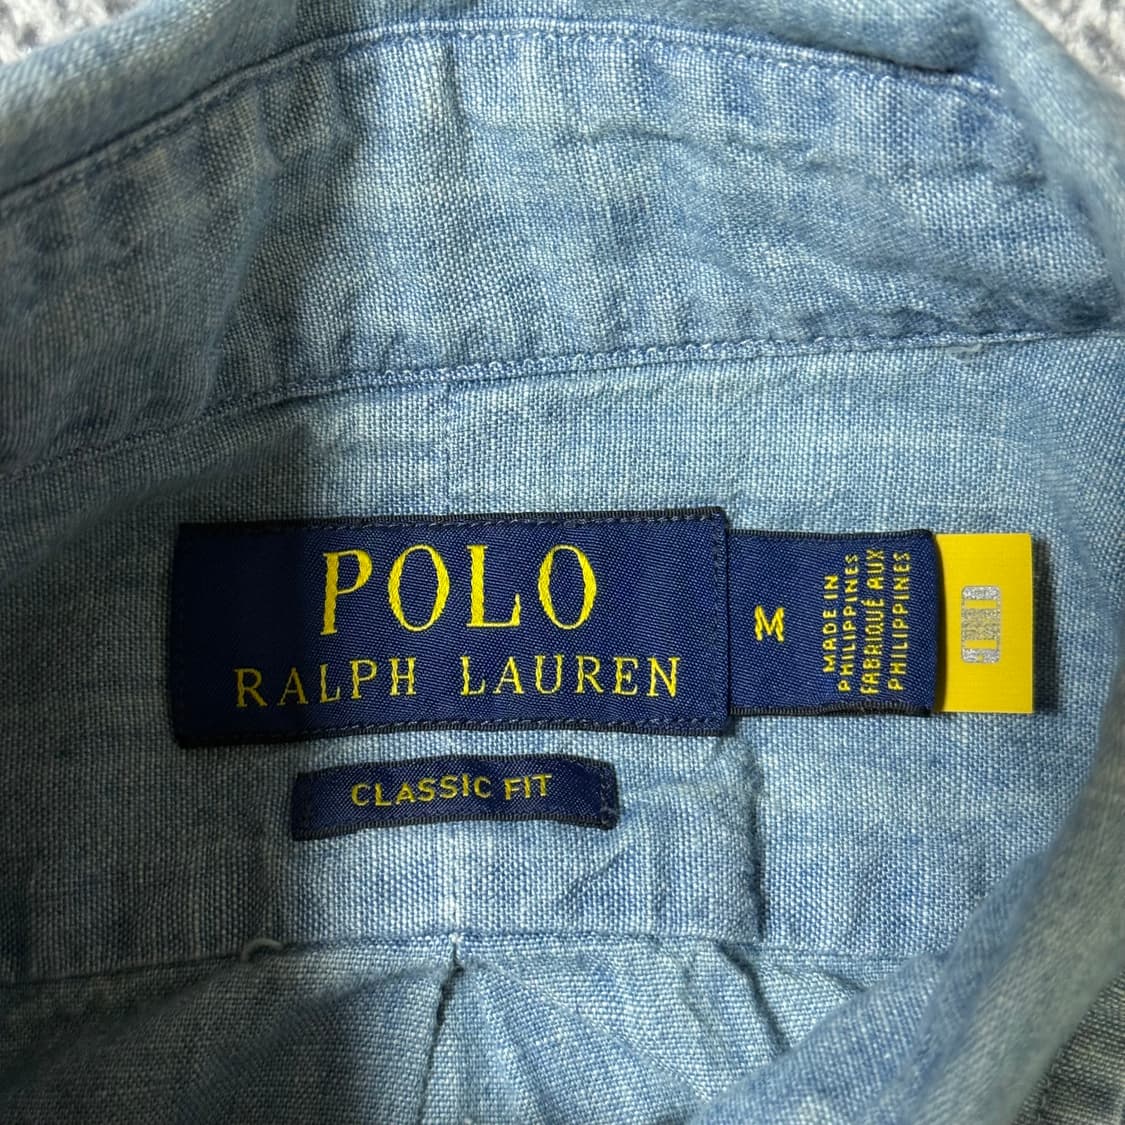 POLO
RALPH LAUREN
M
MADE IN
PHILIPPINES
FABRIQUÉ AUX
PHILIPPINES
CLASSIC FIT